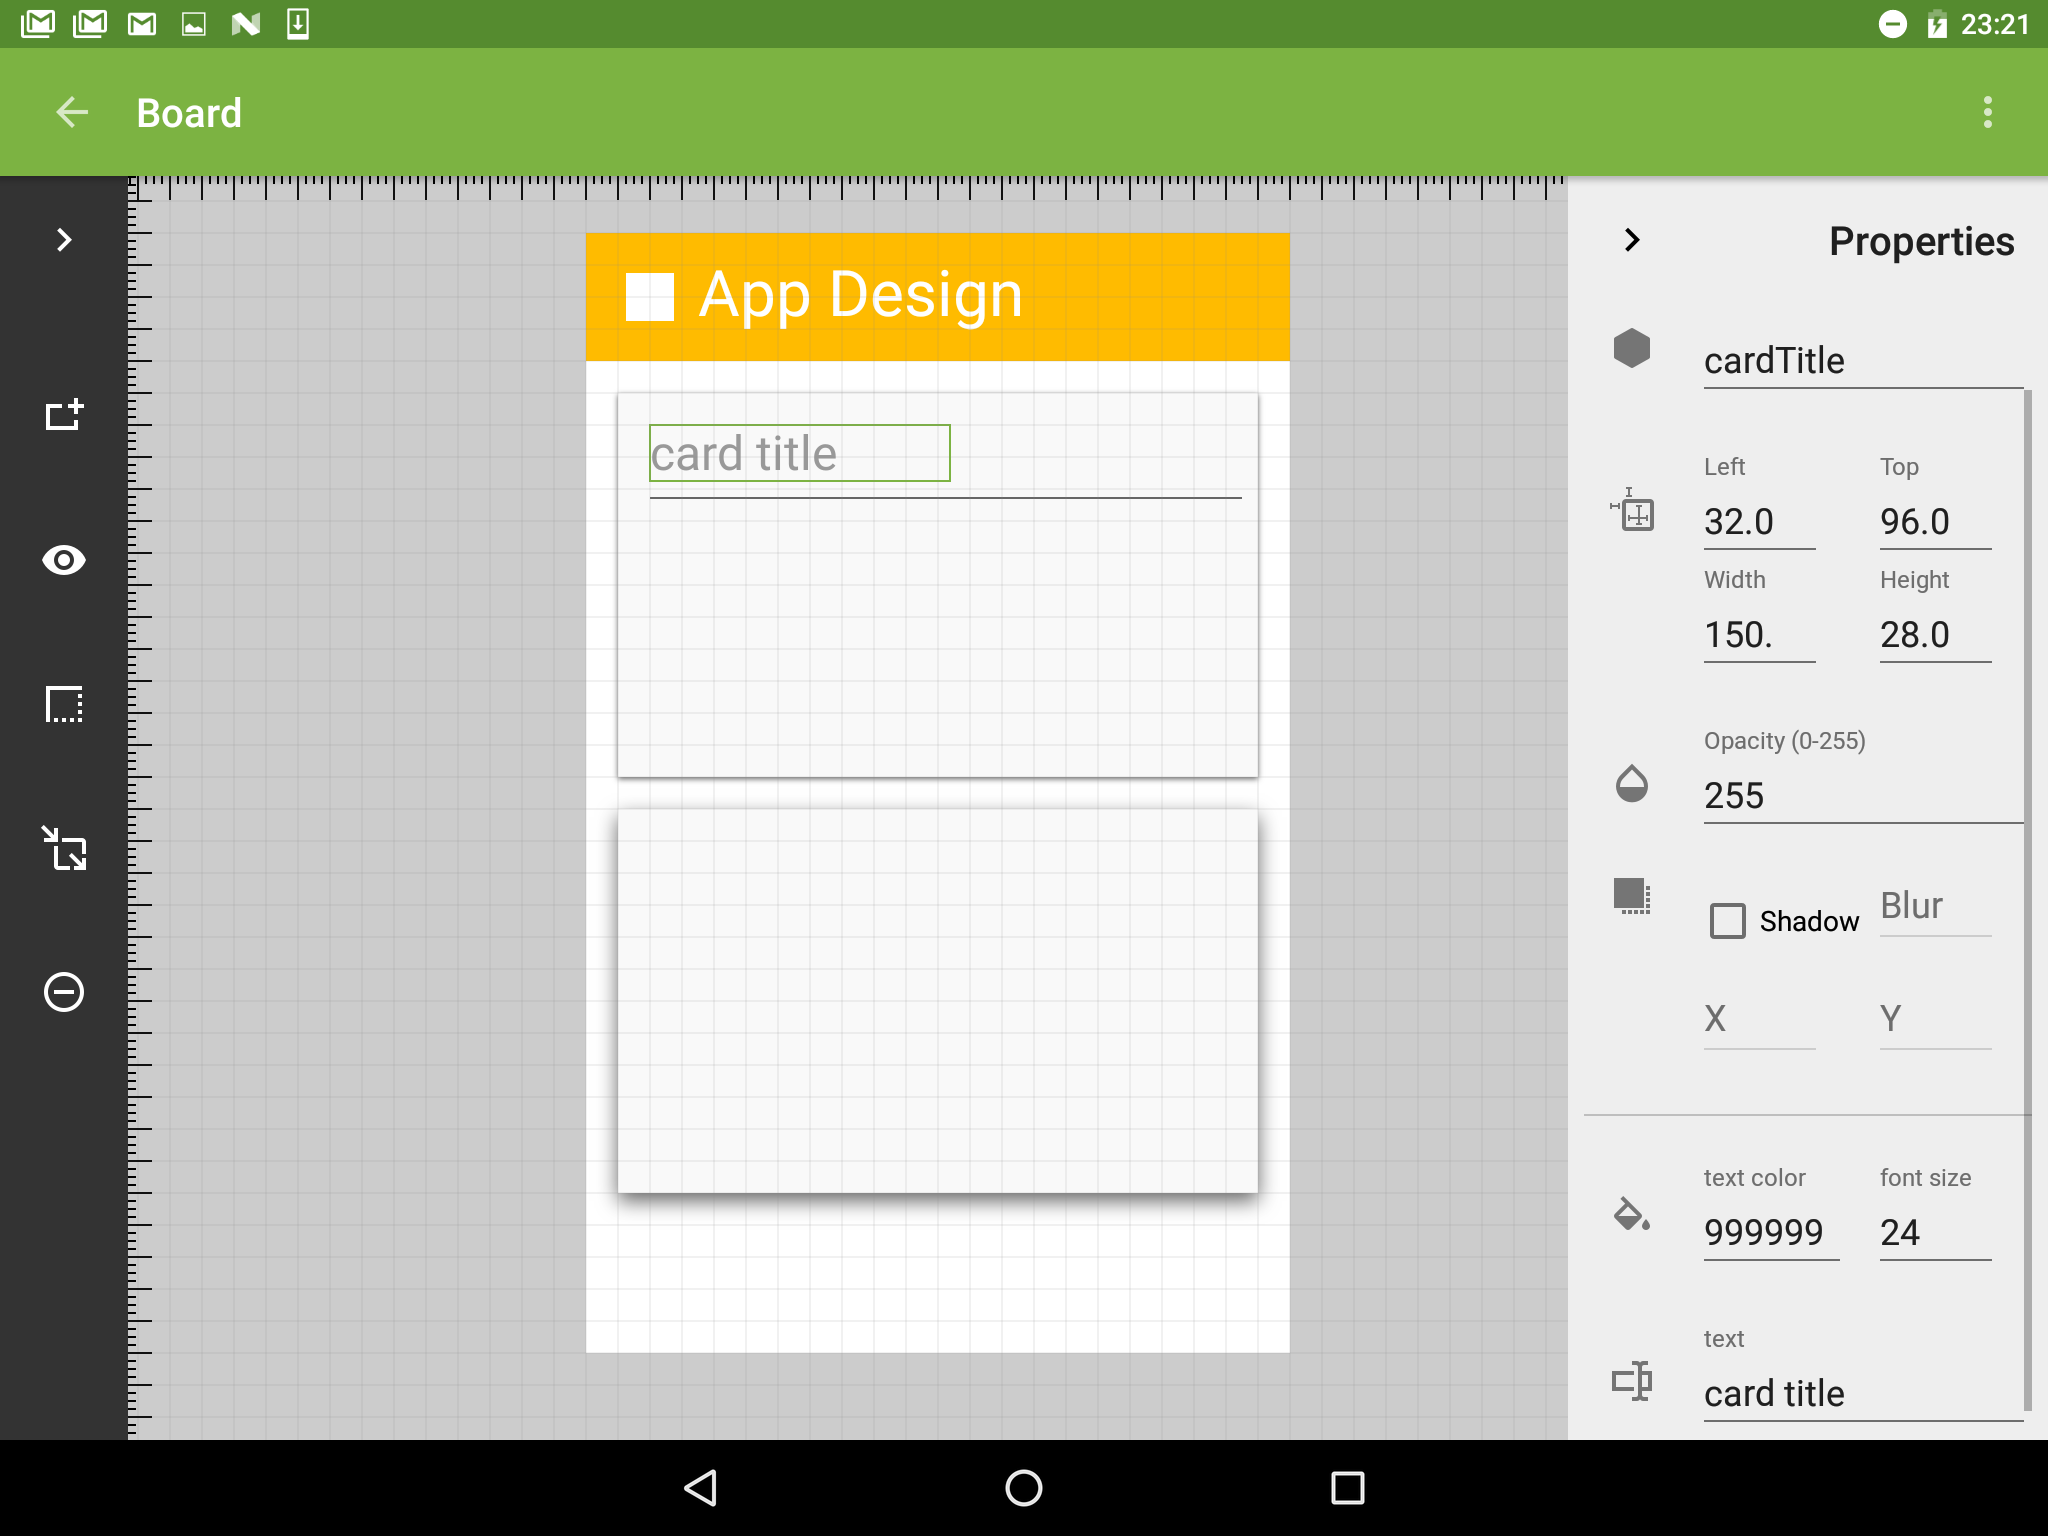 23:21
Board
Properties
App Design
cardTitle
card title
Left Top
32.0 96.0
Width Height
150. 28.0
Opacity (0-255)
255
Shadow Blur
X Y
text color font size
999999 24
text
card title